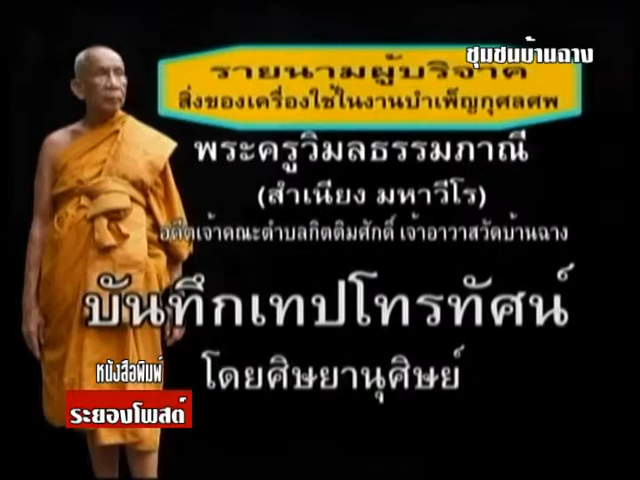 ชุมชนบ้านฉาง
รายนามผู้บริจาค
สิ่งของเครื่องใช้ในงานบำเพ็ญกุศลศพ
พระครูวิมลธรรมภาณี
(สำเนียง มหาวีโร)
อดีตเจ้าคณะตำบลกิตติมศักดิ์ เจ้าอาวาสวัดบ้านฉาง
บันทึกเทปโทรทัศน์
โดยศิษยานุศิษย์
หนังสือพิมพ์
ระยองโพสต์